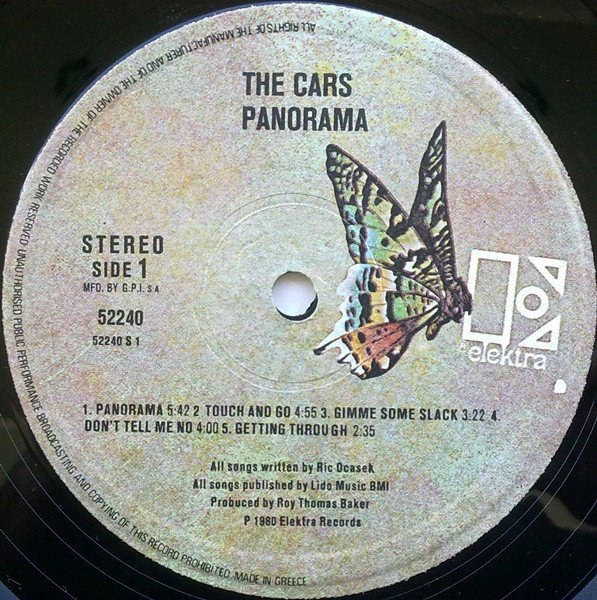 ALL RIGHTS OF THE MANUFACTURER AND OF THE OWNER OF THE RECORDED WORK RESERVED UNAUTHORISED PUBLIC PERFORMANCE BROADCASTING AND COPYING OF THIS RECORD PROHIBITED MADE IN GREECE
THE CARS
PANORAMA
STEREO
SIDE 1
MFD. BY G.P.I. S.A
52240
52240 S 1
elektra
1. PANORAMA 5:42 2 TOUCH AND GO 4:55 3. GIMME SOME SLACK 3:22 4.
DON'T TELL ME NO 4:00 5. GETTING THROUGH 2:35
All songs written by Ric Ocasek
All songs published by Lido Music BMI
Produced by Roy Thomas Baker
P 1980 Elektra Records